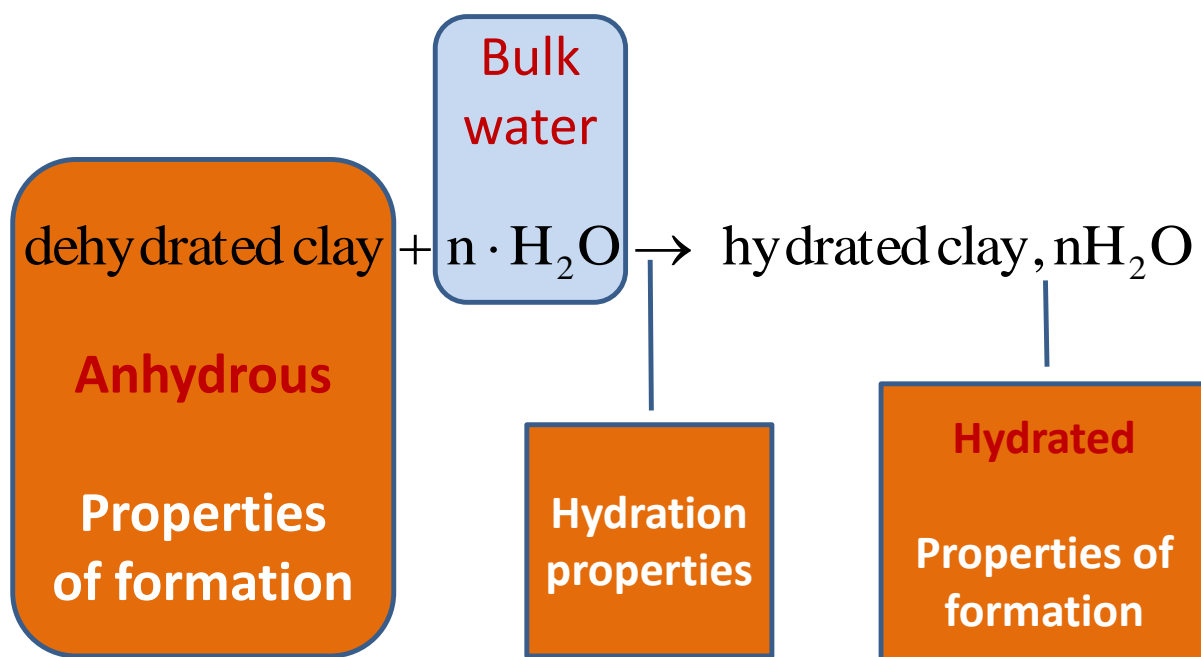 Bulk
water
dehydrated clay + n · H₂O → hydrated clay, nH₂O
Anhydrous
Properties
of formation
Hydration
properties
Hydrated
Properties of
formation